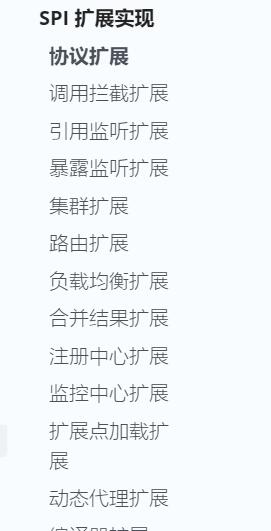 SPI 扩展实现
协议扩展
调用拦截扩展
引用监听扩展
暴露监听扩展
集群扩展
路由扩展
负载均衡扩展
合并结果扩展
注册中心扩展
监控中心扩展
扩展点加载扩
展
动态代理扩展